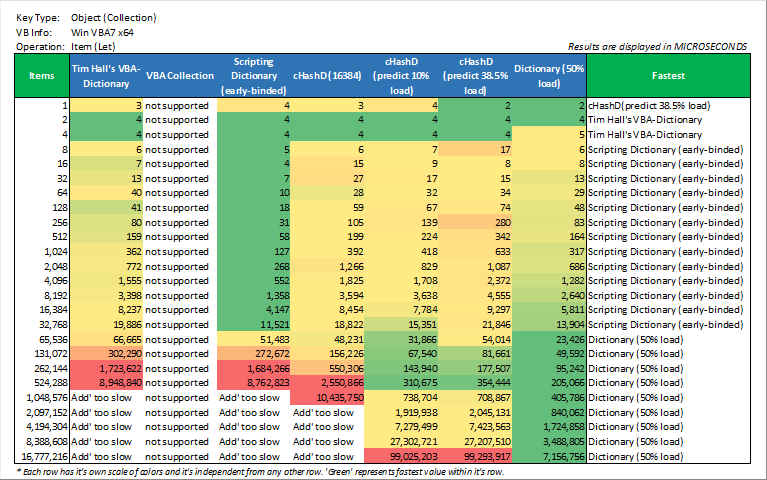 Key Type: Object (Collection)
VB Info: Win VBA7 x64
Operation: Item (Let)
Results are displayed in MICROSECONDS
Items Tim Hall's VBA-Dictionary VBA Collection Scripting Dictionary (early-binded) cHashD(16384) cHashD (predict 10% load) cHashD (predict 38.5% load) Dictionary (50% load) Fastest
1 3 not supported 4 3 4 2 2 cHashD(predict 38.5% load)
2 4 not supported 4 4 4 4 4 Tim Hall's VBA-Dictionary
4 4 not supported 4 4 4 4 5 Tim Hall's VBA-Dictionary
8 6 not supported 5 6 7 17 6 Scripting Dictionary (early-binded)
16 7 not supported 4 15 9 8 8 Scripting Dictionary (early-binded)
32 13 not supported 7 27 17 15 13 Scripting Dictionary (early-binded)
64 40 not supported 10 28 32 34 29 Scripting Dictionary (early-binded)
128 41 not supported 18 59 67 74 48 Scripting Dictionary (early-binded)
256 80 not supported 31 105 139 280 83 Scripting Dictionary (early-binded)
512 159 not supported 58 199 224 342 164 Scripting Dictionary (early-binded)
1,024 362 not supported 127 392 418 633 317 Scripting Dictionary (early-binded)
2,048 772 not supported 268 1,266 829 1,087 686 Scripting Dictionary (early-binded)
4,096 1,555 not supported 552 1,825 1,708 2,372 1,282 Scripting Dictionary (early-binded)
8,192 3,398 not supported 1,358 3,594 3,638 4,555 2,640 Scripting Dictionary (early-binded)
16,384 8,237 not supported 4,147 8,454 7,784 9,297 5,811 Scripting Dictionary (early-binded)
32,768 19,886 not supported 11,521 18,822 15,351 21,846 13,904 Scripting Dictionary (early-binded)
65,536 66,665 not supported 51,483 48,231 31,866 54,014 23,426 Dictionary (50% load)
131,072 302,290 not supported 272,672 156,226 67,540 81,661 49,592 Dictionary (50% load)
262,144 1,723,622 not supported 1,684,266 550,306 143,940 177,507 95,242 Dictionary (50% load)
524,288 8,948,840 not supported 8,762,823 2,550,866 310,675 354,444 205,066 Dictionary (50% load)
1,048,576 Add' too slow not supported Add' too slow 10,435,750 738,704 708,867 405,786 Dictionary (50% load)
2,097,152 Add' too slow not supported Add' too slow Add' too slow 1,919,938 2,045,131 840,062 Dictionary (50% load)
4,194,304 Add' too slow not supported Add' too slow Add' too slow 7,279,499 7,423,563 1,724,858 Dictionary (50% load)
8,388,608 Add' too slow not supported Add' too slow Add' too slow 27,302,721 27,207,510 3,488,805 Dictionary (50% load)
16,777,216 Add' too slow not supported Add' too slow Add' too slow 99,025,203 99,293,917 7,156,756 Dictionary (50% load)
* Each row has it's own scale of colors and it's independent from any other row. 'Green' represents fastest value within it's row.